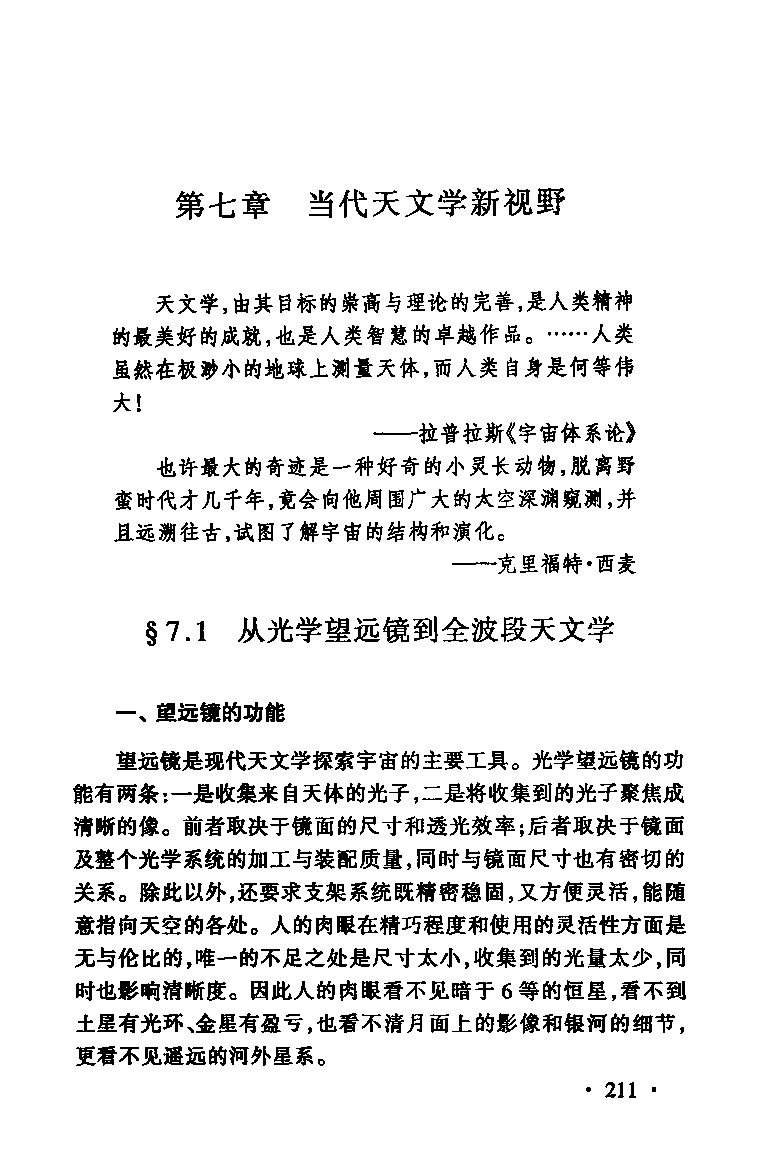 第七章　当代天文学新视野
天文学,由其目标的崇高与理论的完善,是人类精神
的最美好的成就,也是人类智慧的卓越作品。……人类
虽然在极渺小的地球上测量天体,而人类自身是何等伟
大!
——拉普拉斯《宇宙体系论》
也许最大的奇迹是一种好奇的小灵长动物,脱离野
蛮时代才几千年,竟会向他周围广大的太空深渊窥测,并
且远溯往古,试图了解宇宙的结构和演化。
——克里福特·西麦
§7.1　从光学望远镜到全波段天文学
一、望远镜的功能
望远镜是现代天文学探索宇宙的主要工具。光学望远镜的功
能有两条:一是收集来自天体的光子,二是将收集到的光子聚焦成
清晰的像。前者取决于镜面的尺寸和透光效率;后者取决于镜面
及整个光学系统的加工与装配质量,同时与镜面尺寸也有密切的
关系。除此以外,还要求支架系统既精密稳固,又方便灵活,能随
意指向天空的各处。人的肉眼在精巧程度和使用的灵活性方面是
无与伦比的,唯一的不足之处是尺寸太小,收集到的光量太少,同
时也影响清晰度。因此人的肉眼看不见暗于6等的恒星,看不到
土星有光环、金星有盈亏,也看不清月面上的影像和银河的细节,
更看不见遥远的河外星系。
· 211 ·